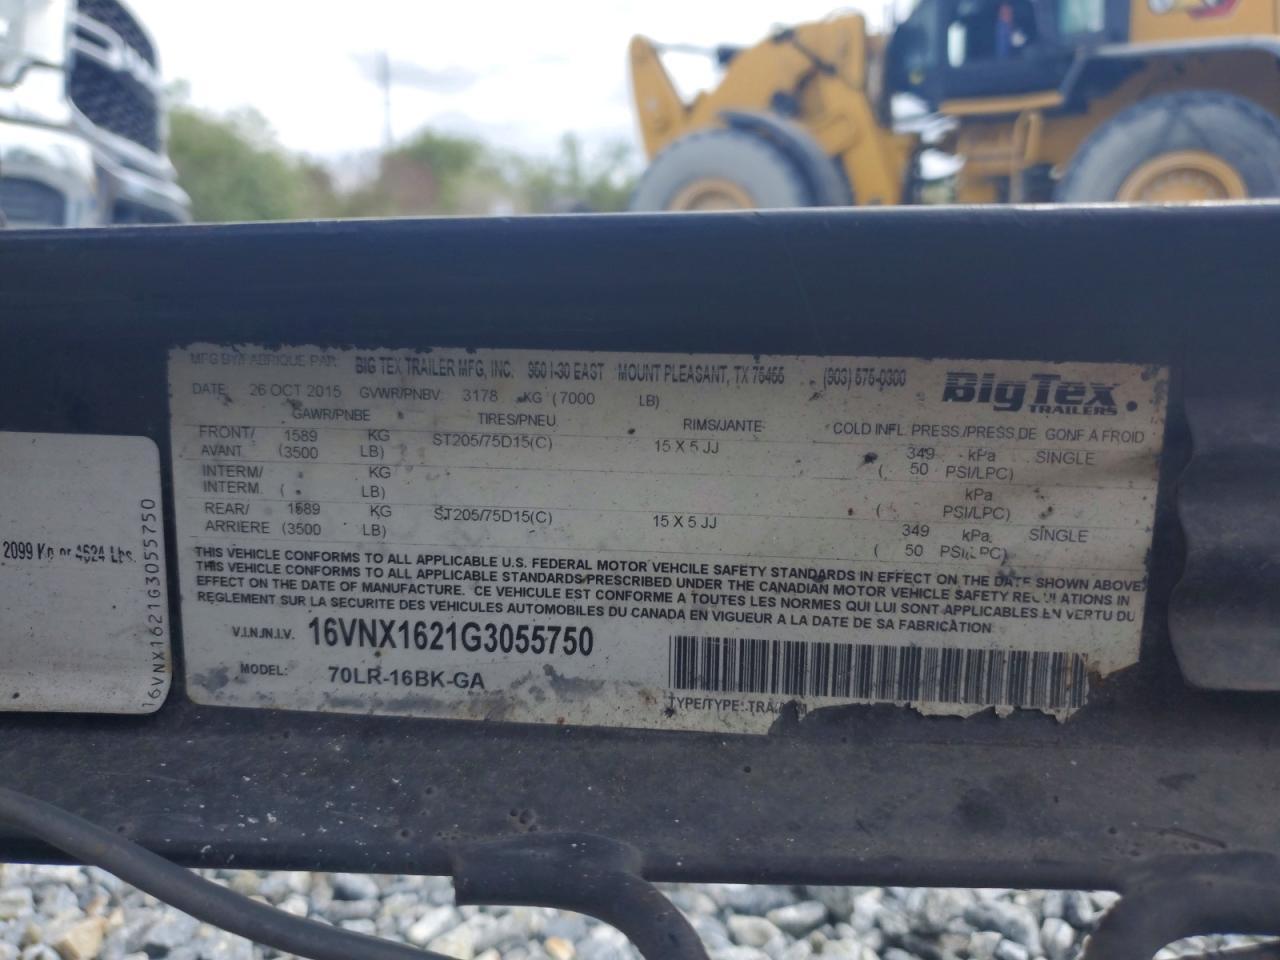 MFG BY/FABRIQUE PAR: BIG TEX TRAILER MFG, INC. 950 I-30 EAST MOUNT PLEASANT, TX 75455 (903) 575-0300
BigTex
TRAILERS
DATE: 26 OCT 2015 GVWR/PNBV: 3178 KG (7000 LB)
GAWR/PNBE TIRES/PNEU RIMS/JANTE COLD INFL. PRESS./PRESS DE GONF A FROID
FRONT/ 1589 KG ST205/75D15(C) 15 X 5 JJ 349 kPa SINGLE
AVANT (3500 LB) ( 50 PSI/LPC)
INTERM/ KG kPa
INTERM. ( LB) ( PSI/LPC)
REAR/ 1589 KG ST205/75D15(C) 15 X 5 JJ 349 kPa SINGLE
ARRIERE (3500 LB) ( 50 PSI/LPC)
THIS VEHICLE CONFORMS TO ALL APPLICABLE U.S. FEDERAL MOTOR VEHCILE SAFETY STANDARDS IN EFFECT ON THE DATE SHOWN ABOVE/
THIS VEHICLE CONFORMS TO ALL APPLICABLE STANDARDS PRESCRIBED UNDER THE CANADIAN MOTOR VEHICLE SAFETY REGULATIONS IN
EFFECT ON THE DATE OF MANUFACTURE. CE VEHICULE EST CONFORME A TOUTES LES NORMES QUI LUI SONT APPLICABLES EN VERTU DU
REGLEMENT SUR LA SECURITE DES VEHICULES AUTOMOBILES DU CANADA EN VIGUEUR A LA DATE DE SA FABRICATION.
V.I.N./N.I.V. 16VNX1621G3055750
MODEL: 70LR-16BK-GA
TYPE/TYPE: TRA/
2099 Kg or 4624 Lbs.
16VNX1621G3055750